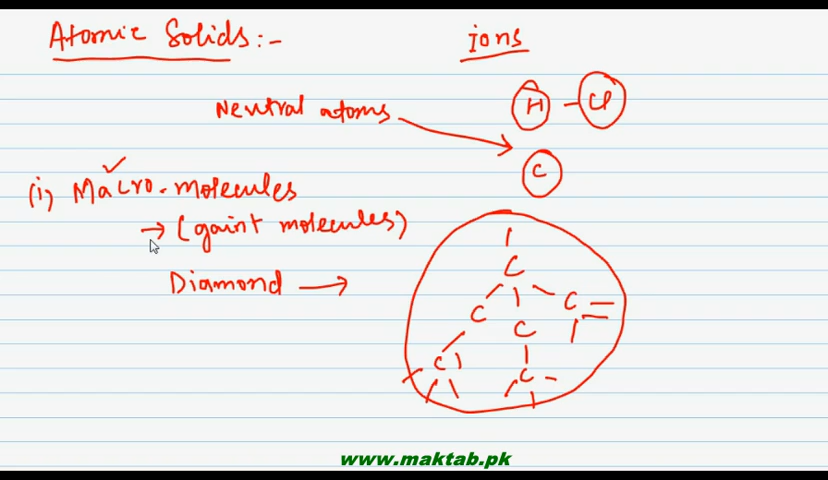 Atomic Solids:-
ions
Neutral atoms
H - Cl
C
(i) Macro-molecules
→ (gaint molecules)
Diamond →
C
C C
C
C
C
www.maktab.pk